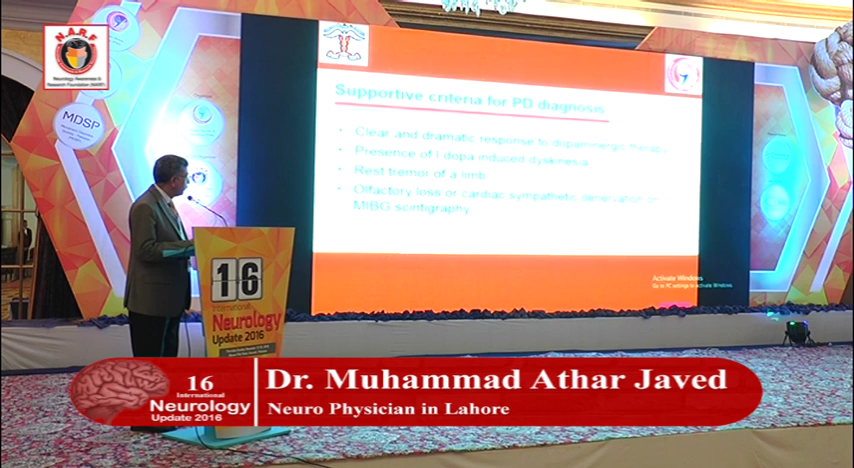 N.A.R.F
Neurology Awareness &
Research Foundation (NARF)
MDSP
Supportive criteria for PD diagnosis.
• Clear and dramatic response to dopaminergic therapy
• Presence of l dopa induced dyskinesia
• Rest tremor of a limb
• Olfactory loss or cardiac sympathetic denervation on
MIBG scintigraphy
Activate Windows
Go to PC settings to activate Windows.
16
International
Neurology
Update 2016
16
International
Neurology
Update 2016
Dr. Muhammad Athar Javed
Neuro Physician in Lahore